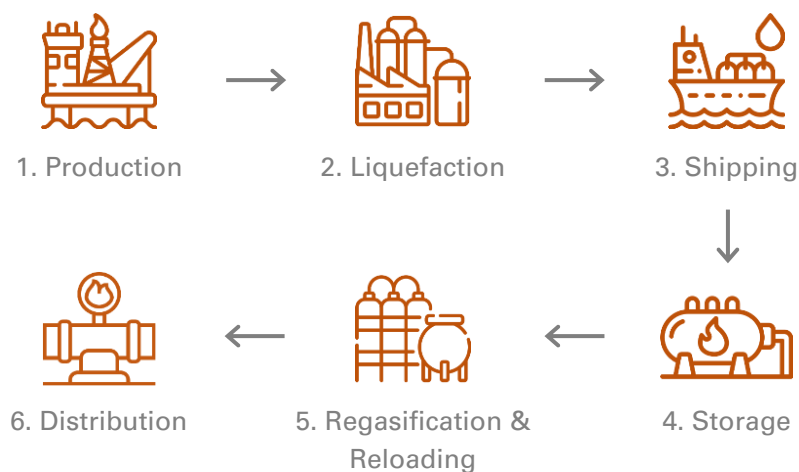 1. Production
2. Liquefaction
3. Shipping
6. Distribution
5. Regasification &
Reloading
4. Storage